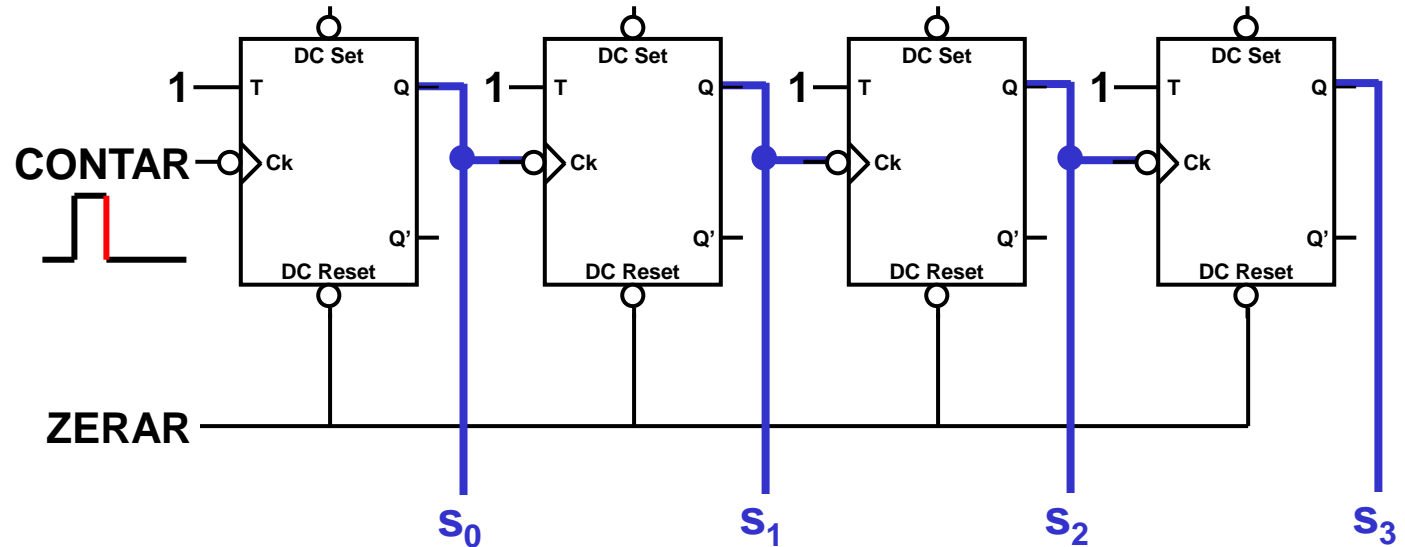 DC Set DC Set DC Set DC Set
1 T Q 1 T Q 1 T Q 1 T Q
CONTAR Ck Ck Ck Ck
Q' Q' Q' Q'
DC Reset DC Reset DC Reset DC Reset
ZERAR
S₀ S₁ S₂ S₃